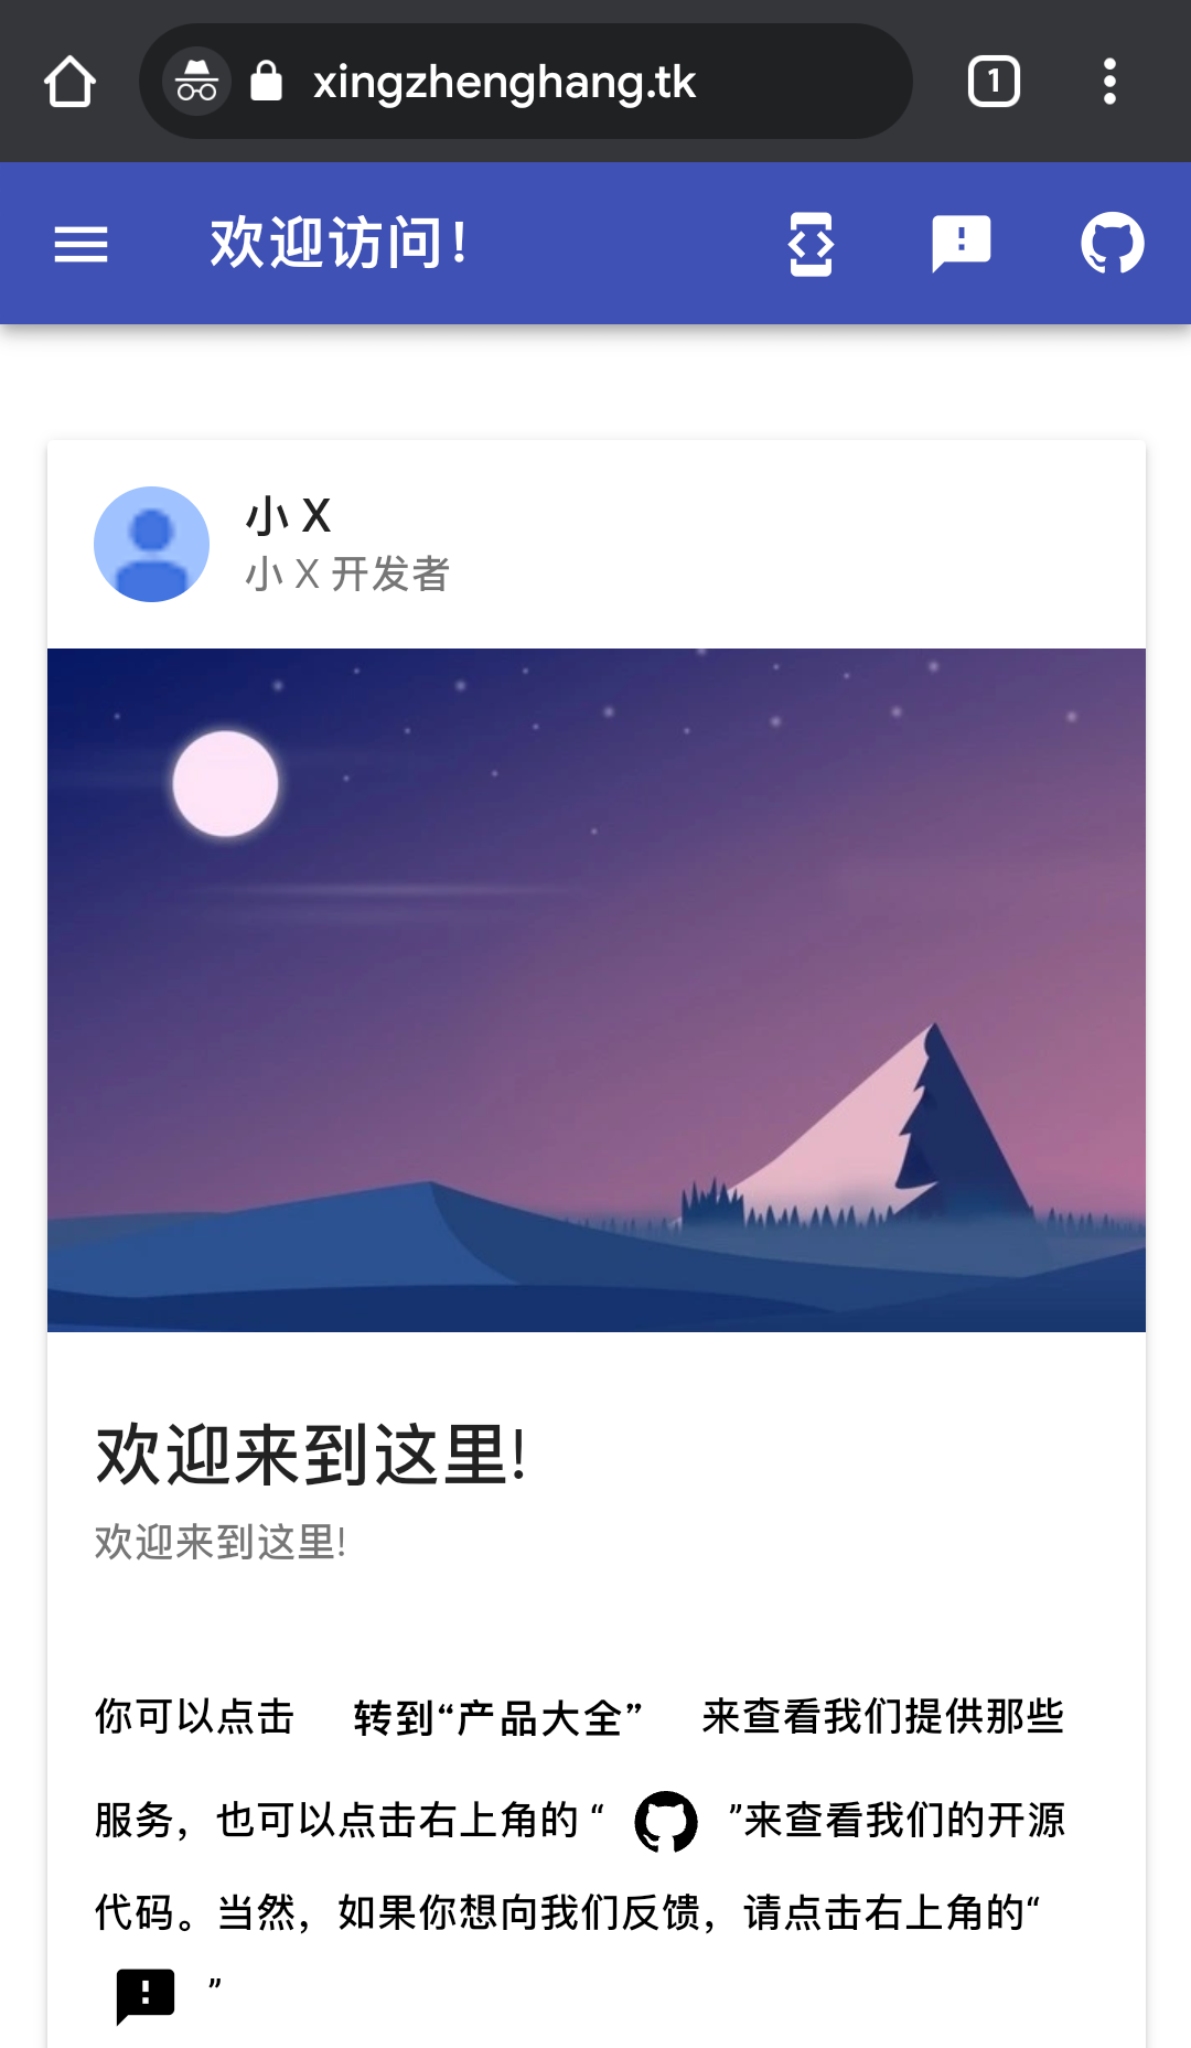 xingzhenghang.tk
1
欢迎访问！
小 X
小 X 开发者
欢迎来到这里!
欢迎来到这里!
你可以点击 转到“产品大全” 来查看我们提供那些
服务，也可以点击右上角的 “ ”来查看我们的开源
代码。当然，如果你想向我们反馈，请点击右上角的“
”